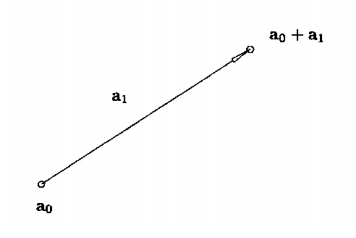 a₀ + a₁
a₁
a₀